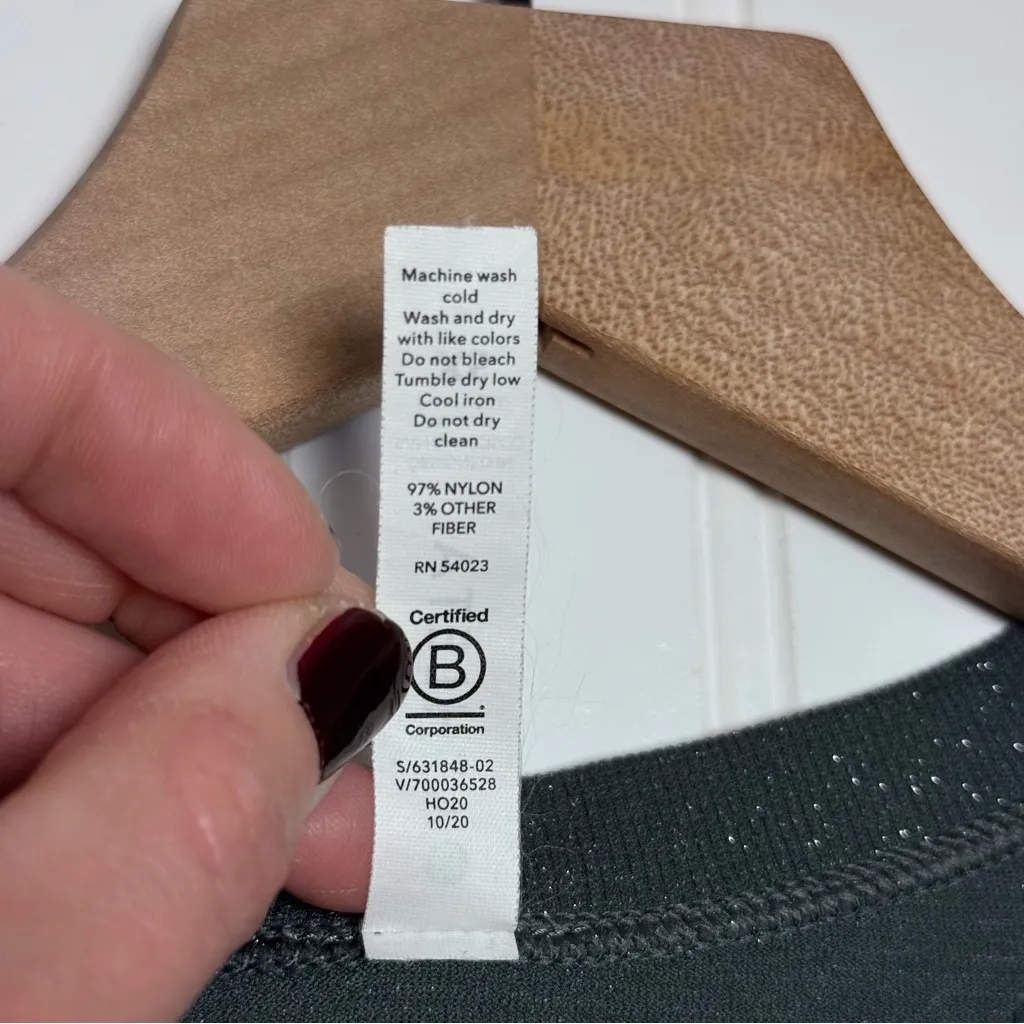 Machine wash
cold
Wash and dry
with like colors
Do not bleach
Tumble dry low
Cool iron
Do not dry
clean
97% NYLON
3% OTHER
FIBER
RN 54023
Certified
B
Corporation
S/631848-02
V/700036528
HO20
10/20